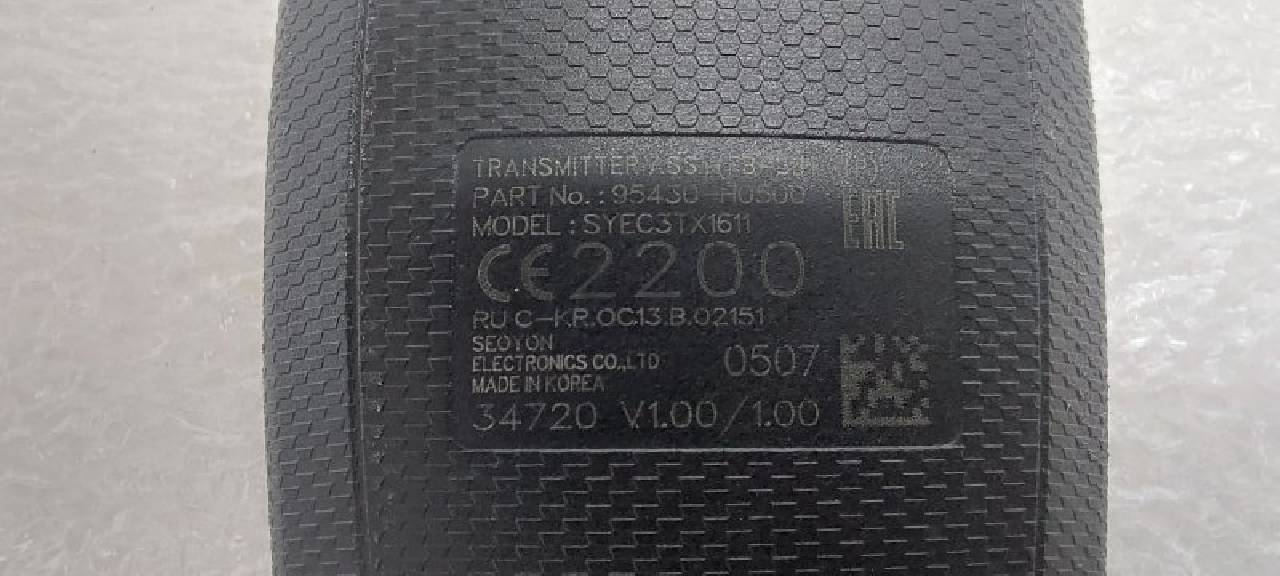 TRANSMITTER ASSY
PART No. : 95430-H0500
MODEL : SYEC3TX1611
EAC
CE2200
RU C-KR.OC13.B.02151
SEOYON
ELECTRONICS CO.,LTD
MADE IN KOREA
0507
34720 V1.00/1.00